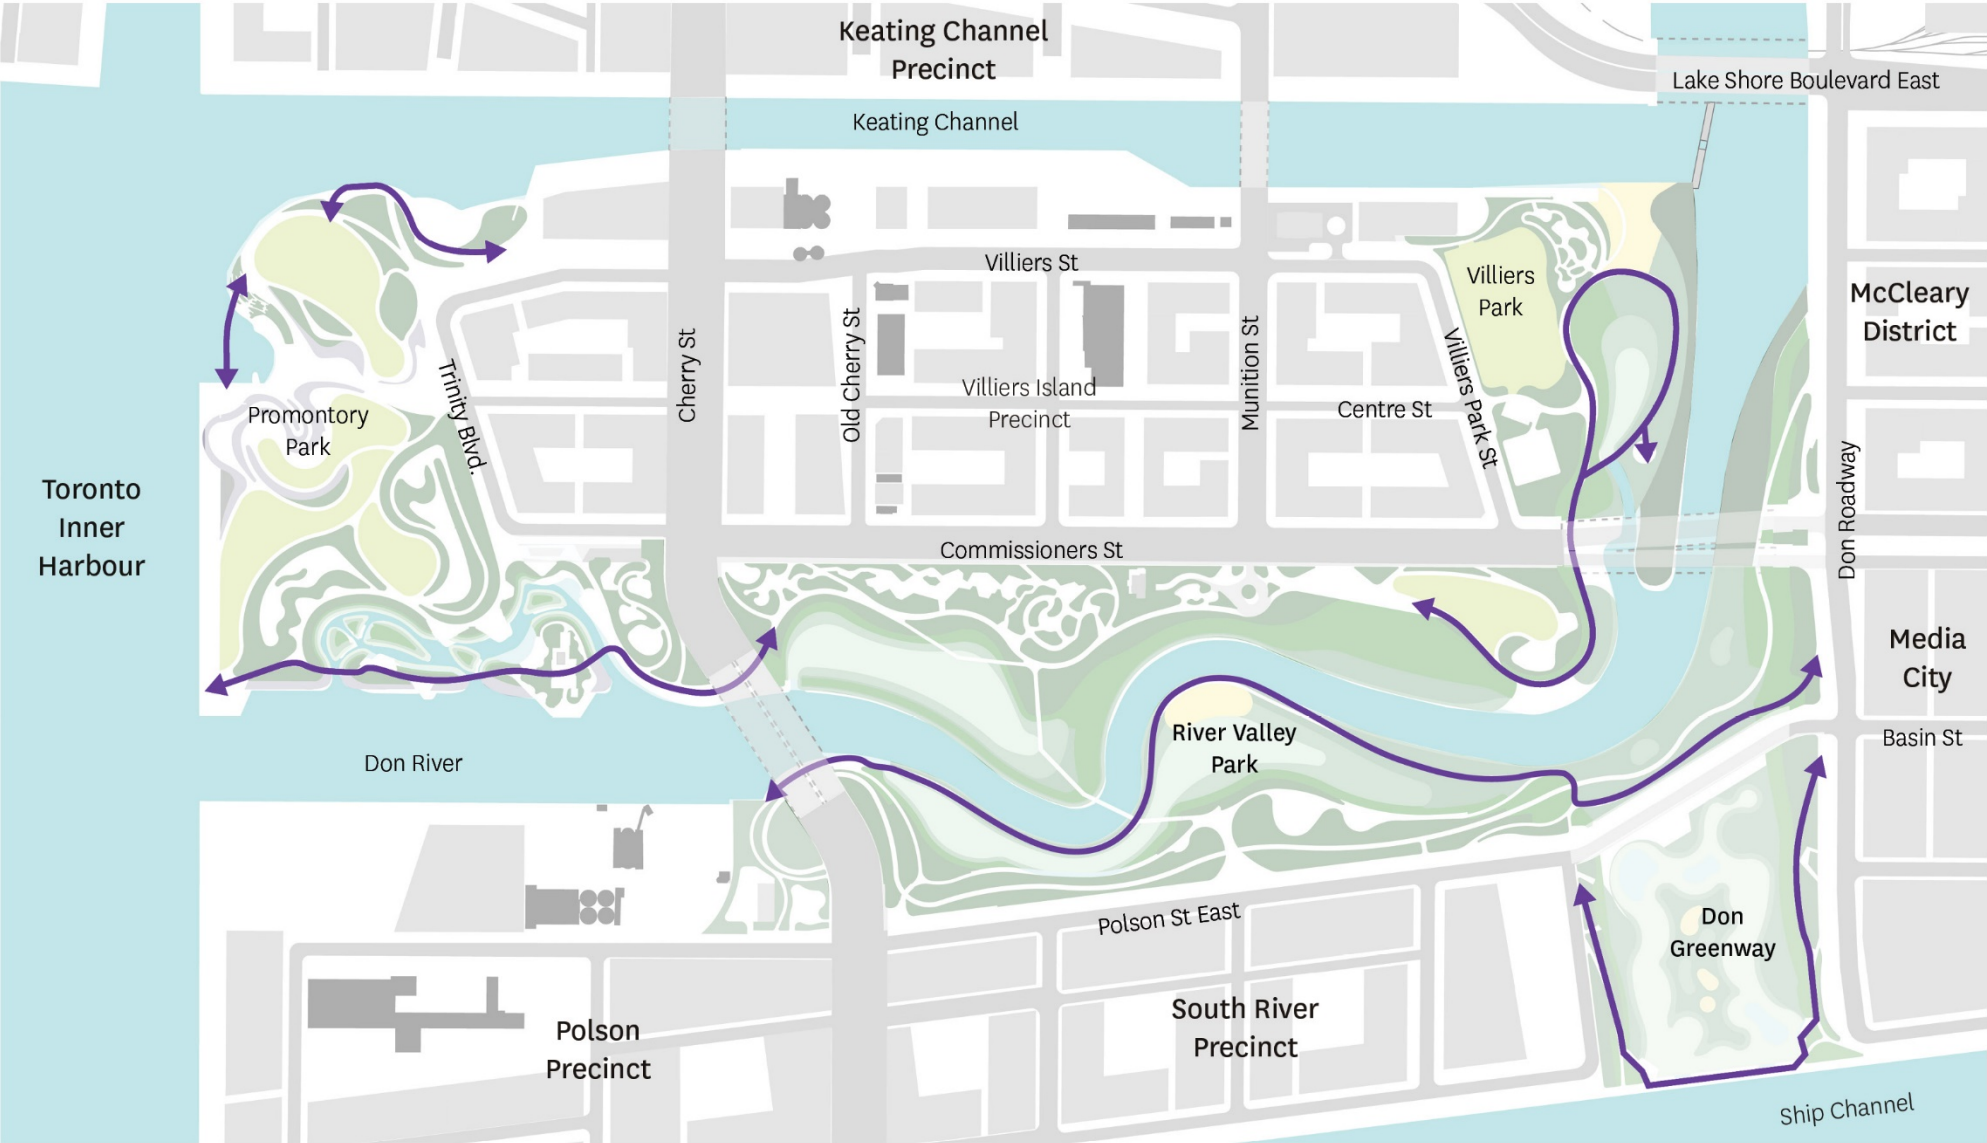 Keating Channel
Precinct
Lake Shore Boulevard East
Keating Channel
Villiers St
Villiers
Park
McCleary
District
Cherry St
Old Cherry St
Munition St
Villiers Park St
Trinity Blvd.
Villiers Island
Precinct
Centre St
Promontory
Park
Toronto
Inner
Harbour
Don Roadway
Commissioners St
Media
City
River Valley
Park
Basin St
Don River
Polson St East
Don
Greenway
South River
Precinct
Polson
Precinct
Ship Channel